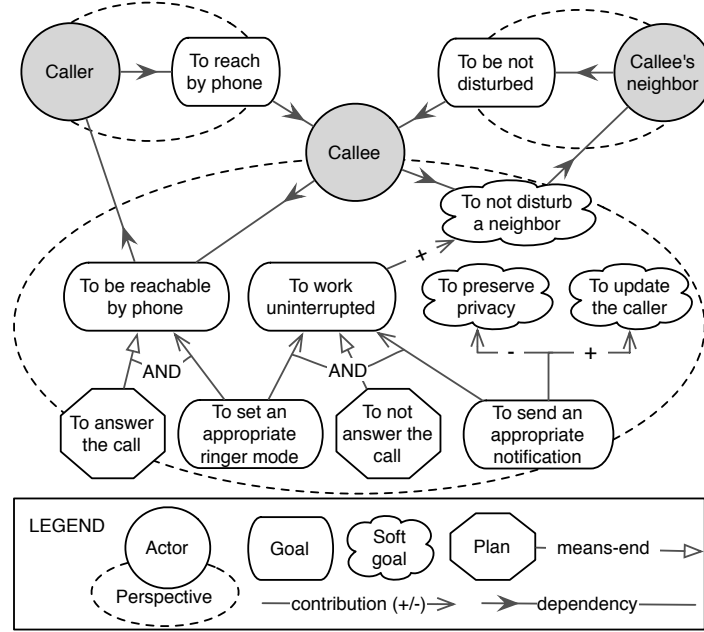 Caller
To reach
by phone
To be not
disturbed
Callee's
neighbor
Callee
To not disturb
a neighbor
+
To be reachable
by phone
To work
uninterrupted
To preserve
privacy
To update
the caller
- +
AND
AND
To answer
the call
To set an
appropriate
ringer mode
To not
answer the
call
To send an
appropriate
notification
LEGEND
Actor
Perspective
Goal
Soft
goal
Plan
means-end
contribution (+/-)
dependency